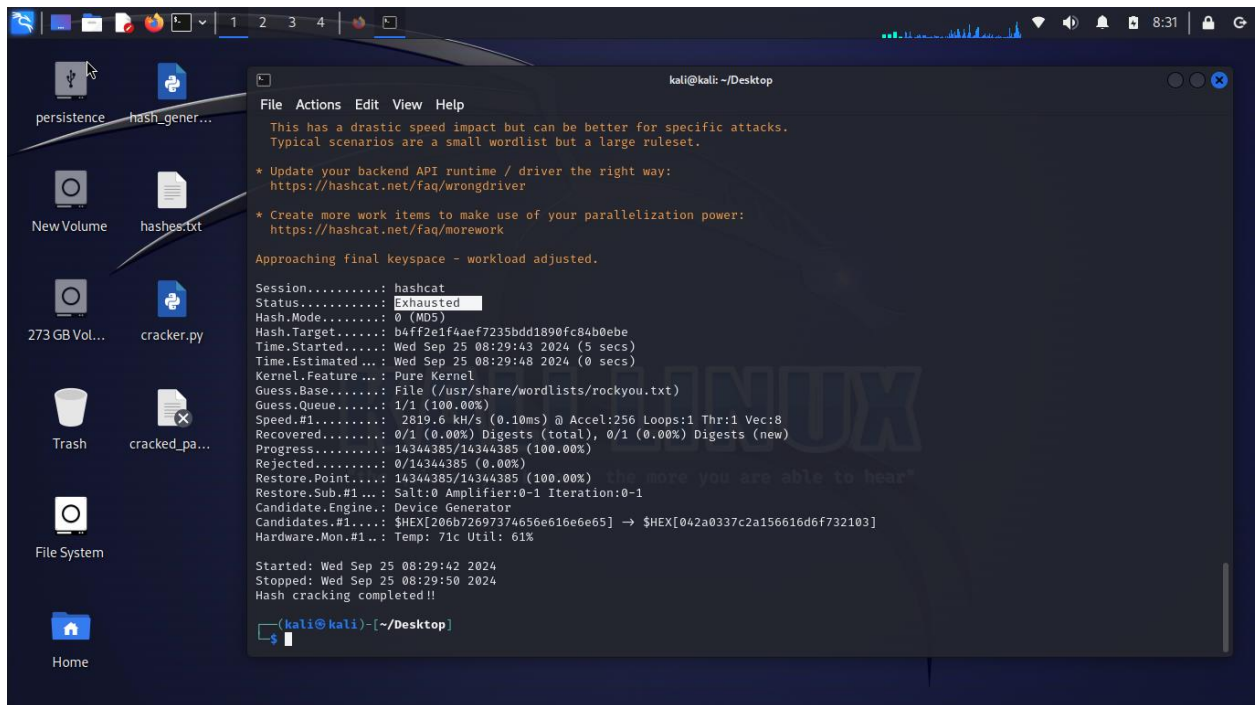 1 2 3 4 8:31
persistence
hash_gener...
New Volume
hashes.txt
273 GB Vol...
cracker.py
Trash
cracked_pa...
File System
Home
kali@kali: ~/Desktop
File Actions Edit View Help
This has a drastic speed impact but can be better for specific attacks.
Typical scenarios are a small wordlist but a large ruleset.
* Update your backend API runtime / driver the right way:
https://hashcat.net/faq/wrongdriver
* Create more work items to make use of your parallelization power:
https://hashcat.net/faq/morework
Approaching final keyspace - workload adjusted.
Session..........: hashcat
Status...........: Exhausted
Hash.Mode........: 0 (MD5)
Hash.Target......: b4ff2e1f4aef7235bdd1890fc84b0ebe
Time.Started.....: Wed Sep 25 08:29:43 2024 (5 secs)
Time.Estimated...: Wed Sep 25 08:29:48 2024 (0 secs)
Kernel.Feature...: Pure Kernel
Guess.Base.......: File (/usr/share/wordlists/rockyou.txt)
Guess.Queue......: 1/1 (100.00%)
Speed.#1.........: 2819.6 kH/s (0.10ms) @ Accel:256 Loops:1 Thr:1 Vec:8
Recovered........: 0/1 (0.00%) Digests (total), 0/1 (0.00%) Digests (new)
Progress.........: 14344385/14344385 (100.00%)
Rejected.........: 0/14344385 (0.00%)
Restore.Point....: 14344385/14344385 (100.00%)
Restore.Sub.#1...: Salt:0 Amplifier:0-1 Iteration:0-1
Candidate.Engine.: Device Generator
Candidates.#1....: $HEX[206b72697374656e616e6e65] → $HEX[042a0337c2a156616d6f732103]
Hardware.Mon.#1..: Temp: 71c Util: 61%
Started: Wed Sep 25 08:29:42 2024
Stopped: Wed Sep 25 08:29:50 2024
Hash cracking completed!!
(kali㉿kali)-[~/Desktop]
$
KALI LINUX
the more you are able to hear"